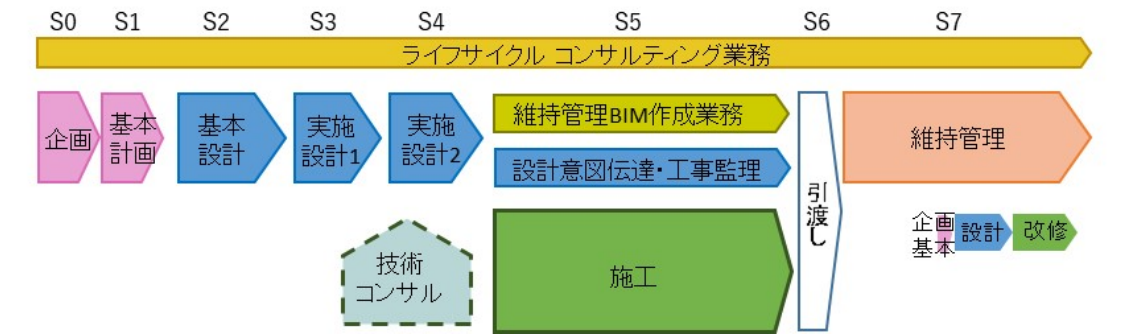 S0 S1 S2 S3 S4 S5 S6 S7
ライフサイクル コンサルティング業務
企画
基本
計画
基本
設計
実施
設計1
実施
設計2
維持管理BIM作成業務
設計意図伝達・工事監理
施工
技術
コンサル
引渡し
維持管理
企画
基本
設計
改修